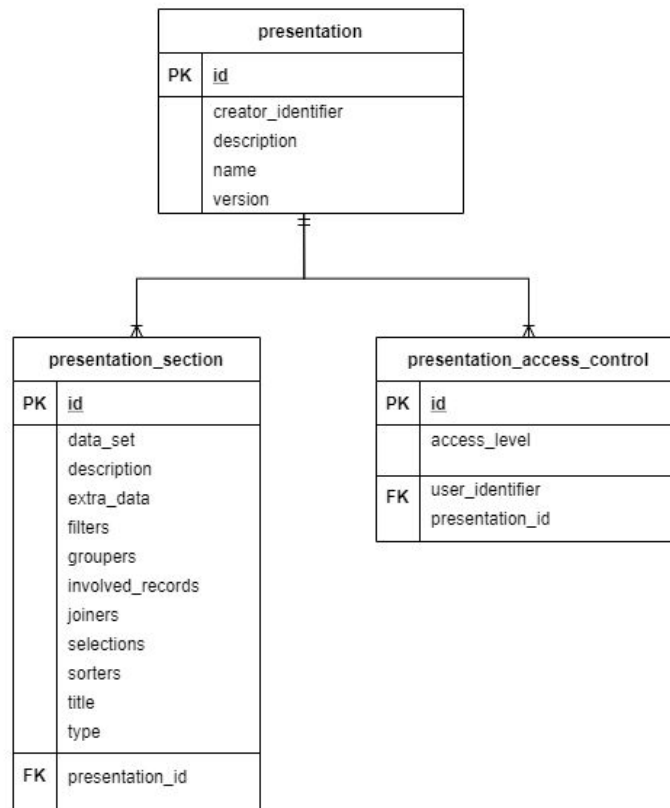 presentation
PK id
creator_identifier
description
name
version
presentation_section
PK id
data_set
description
extra_data
filters
groupers
involved_records
joiners
selections
sorters
title
type
FK presentation_id
presentation_access_control
PK id
access_level
FK user_identifier
presentation_id